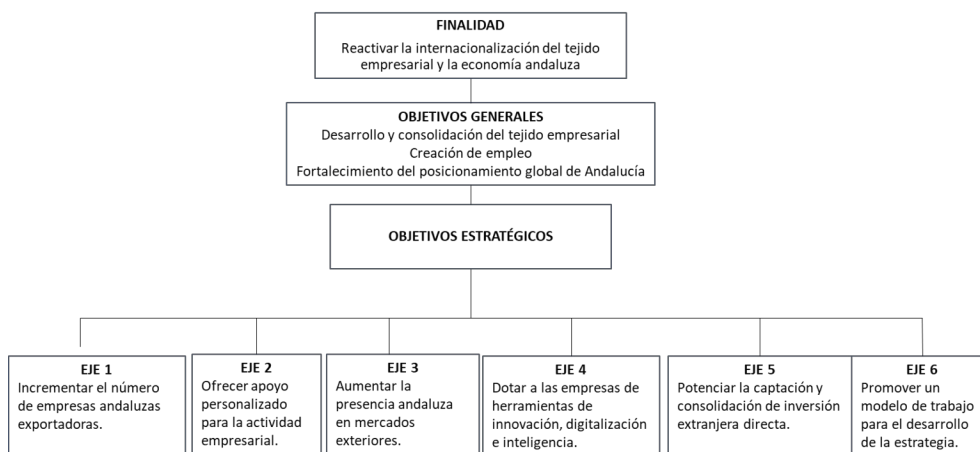 FINALIDAD
Reactivar la internacionalización del tejido
empresarial y la economía andaluza
OBJETIVOS GENERALES
Desarrollo y consolidación del tejido empresarial
Creación de empleo
Fortalecimiento del posicionamiento global de Andalucía
OBJETIVOS ESTRATÉGICOS
EJE 1
Incrementar el número
de empresas andaluzas
exportadoras.
EJE 2
Ofrecer apoyo
personalizado
para la actividad
empresarial.
EJE 3
Aumentar la
presencia andaluza
en mercados
exteriores.
EJE 4
Dotar a las empresas de
herramientas de
innovación, digitalización
e inteligencia.
EJE 5
Potenciar la captación y
consolidación de inversión
extranjera directa.
EJE 6
Promover un
modelo de trabajo
para el desarrollo
de la estrategia.